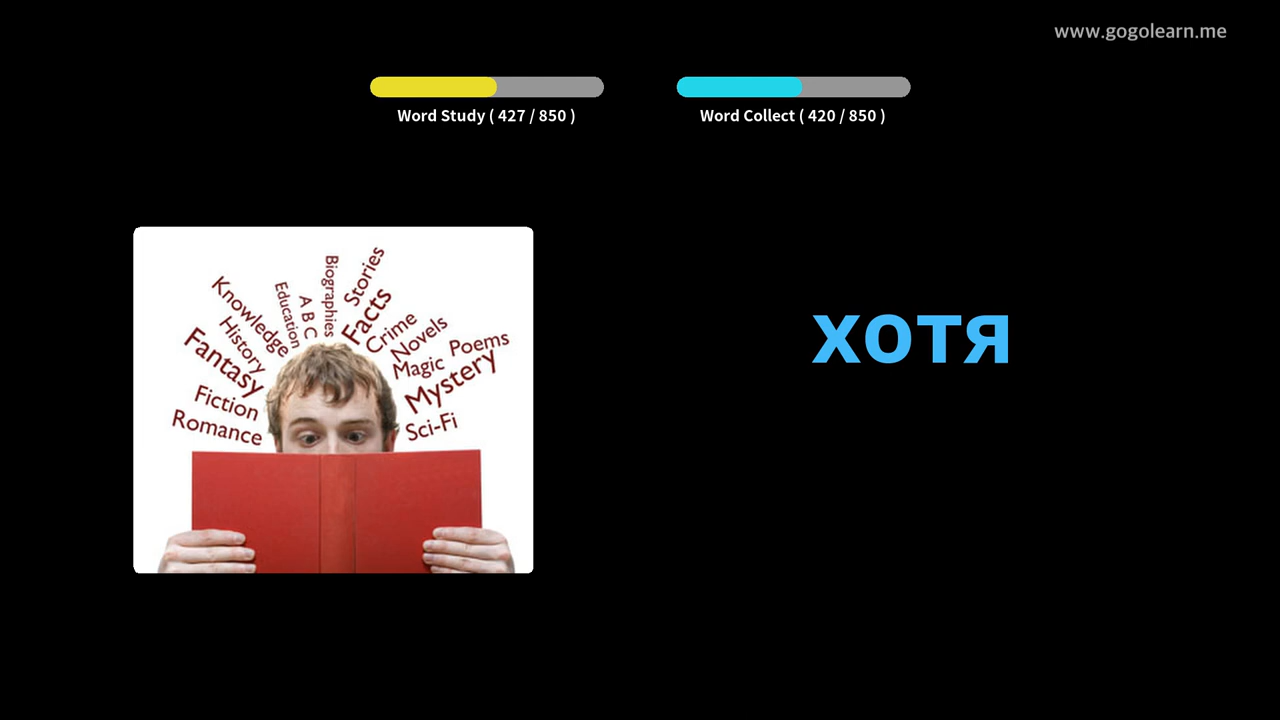 www.gogolearn.me
Word Study ( 427 / 850 )
Word Collect ( 420 / 850 )
Biographies
Stories
Education
A B C
Facts
Knowledge
Crime
History
Novels
Fantasy
Magic
Poems
Mystery
Fiction
Romance
Sci-Fi
хотя